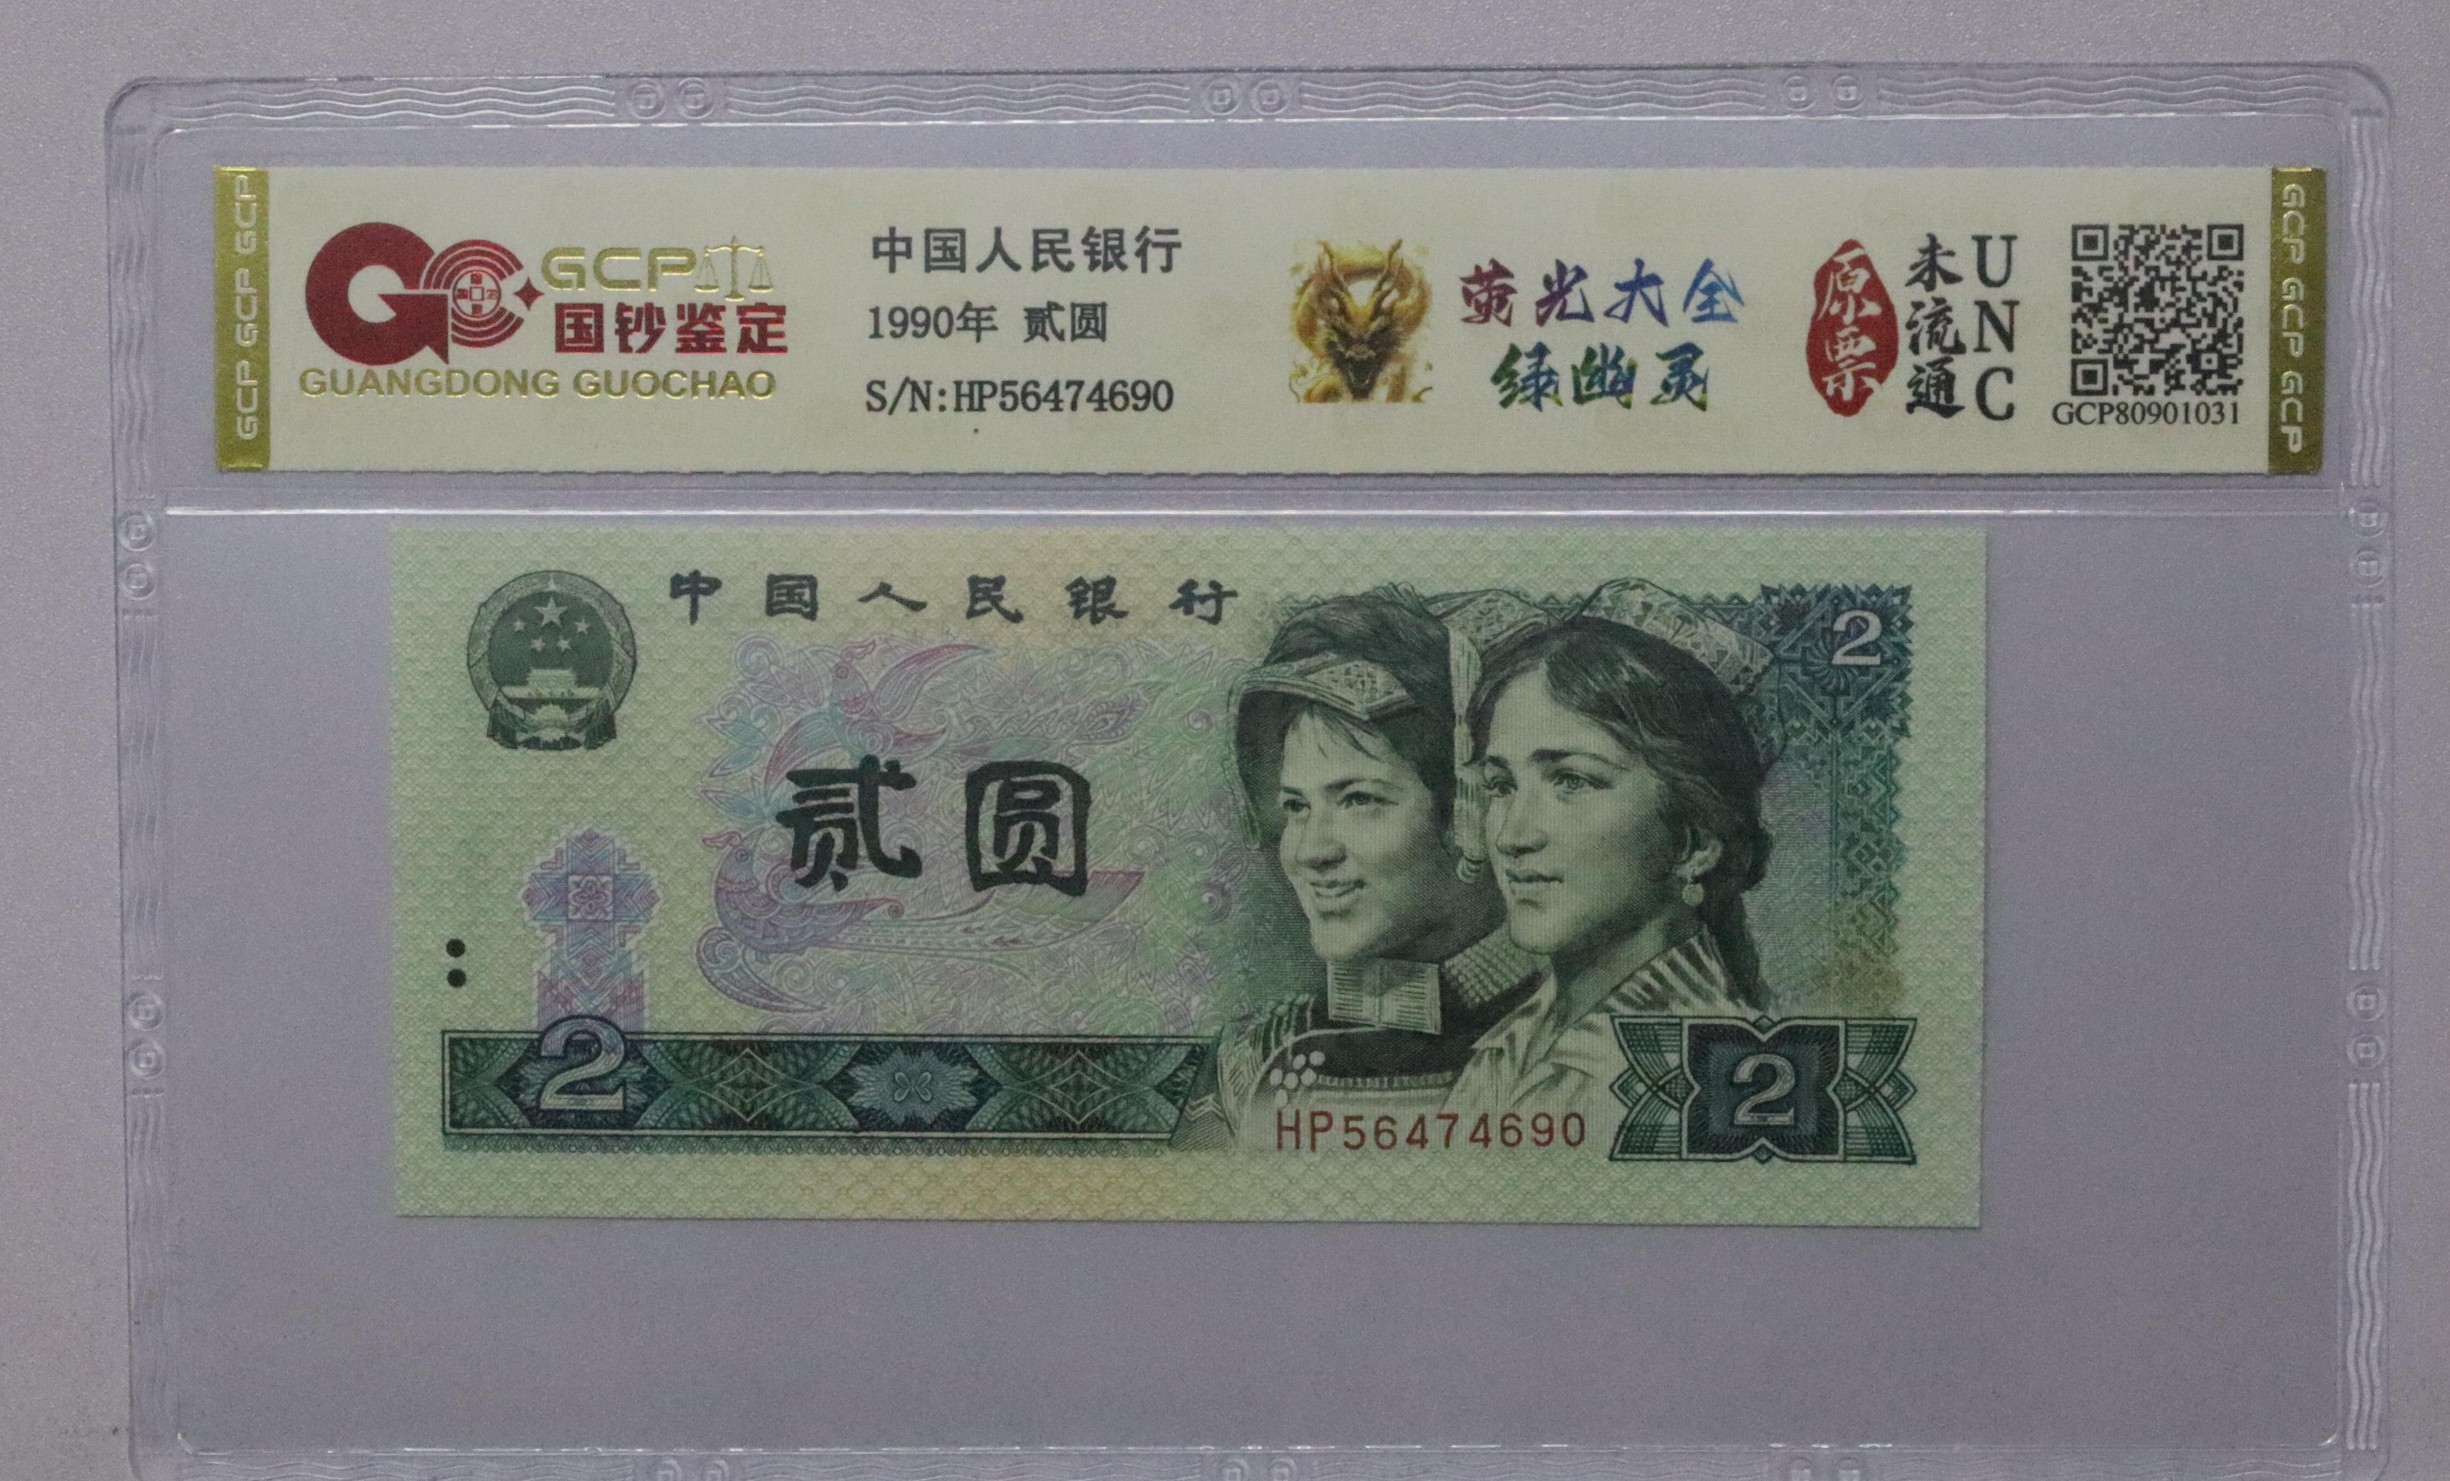 GCP GCP GCP
GCP
国钞鉴定
GUANGDONG GUOCHAO
中国人民银行
1990年 贰圆
S/N:HP56474690
荧光大全
绿幽灵
原票
未流通
UNC
GCP80901031
GCP GCP GCP
中国人民银行
2
贰圆
2
HP56474690
2